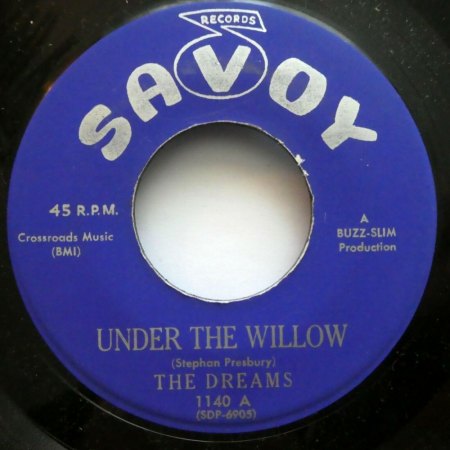 RECORDS
SAVOY
45 R.P.M.
Crossroads Music
(BMI)
A
BUZZ-SLIM
Production
UNDER THE WILLOW
(Stephan Presbury)
THE DREAMS
1140 A
(SDP-6905)